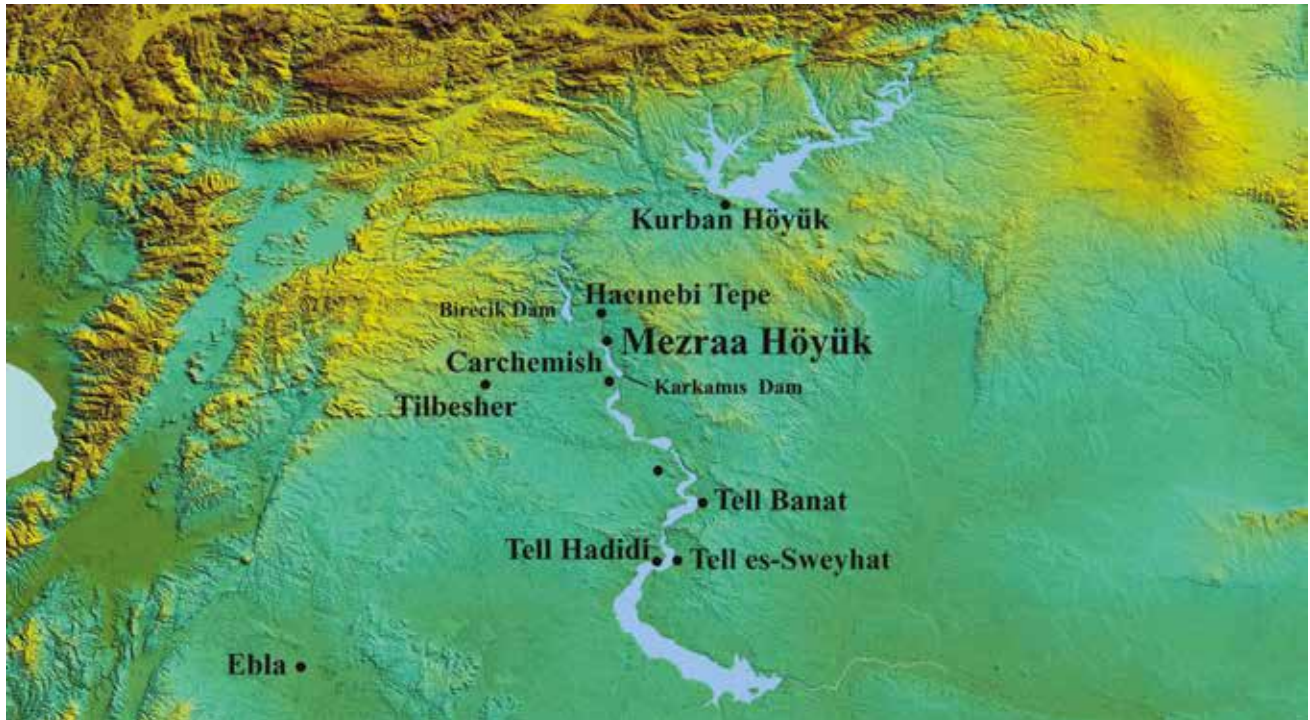 Kurban Höyük
Hacınebi Tepe
Birecik Dam
Mezraa Höyük
Carchemish
Karkamıs Dam
Tilbesher
Tell Banat
Tell Hadidi
Tell es-Sweyhat
Ebla